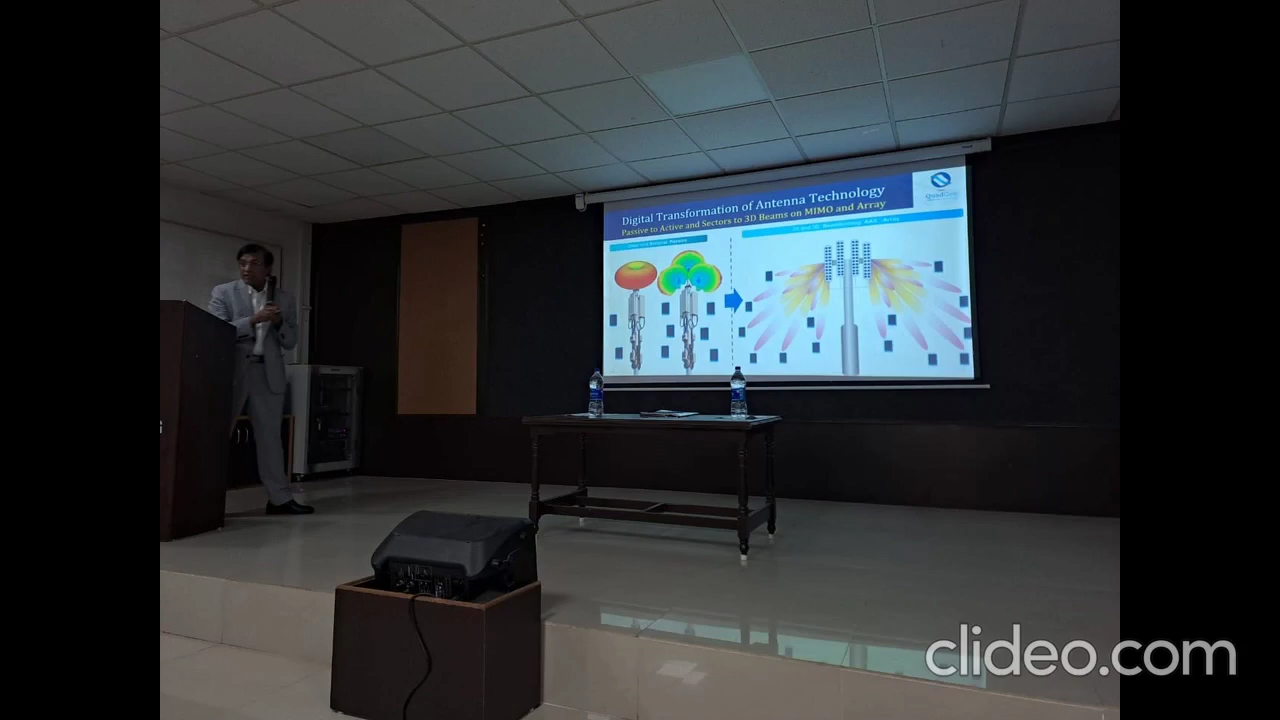 Digital Transformation of Antenna Technology
Passive to Active and Sectors to 3D Beams on MIMO and Array
clideo.com